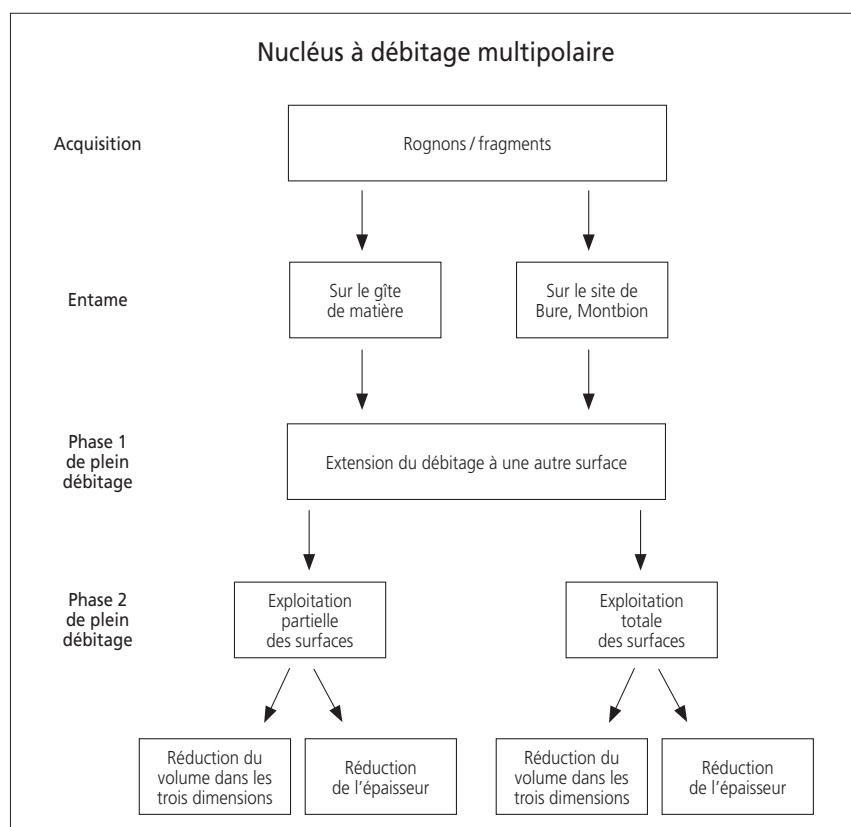 Nucléus à débitage multipolaire
Acquisition
Rognons / fragments
Entame
Sur le gîte
de matière
Sur le site de
Bure, Montbion
Phase 1
de plein
débitage
Extension du débitage à une autre surface
Phase 2
de plein
débitage
Exploitation
partielle
des surfaces
Exploitation
totale
des surfaces
Réduction du
volume dans les
trois dimensions
Réduction
de l’épaisseur
Réduction du
volume dans les
trois dimensions
Réduction
de l’épaisseur